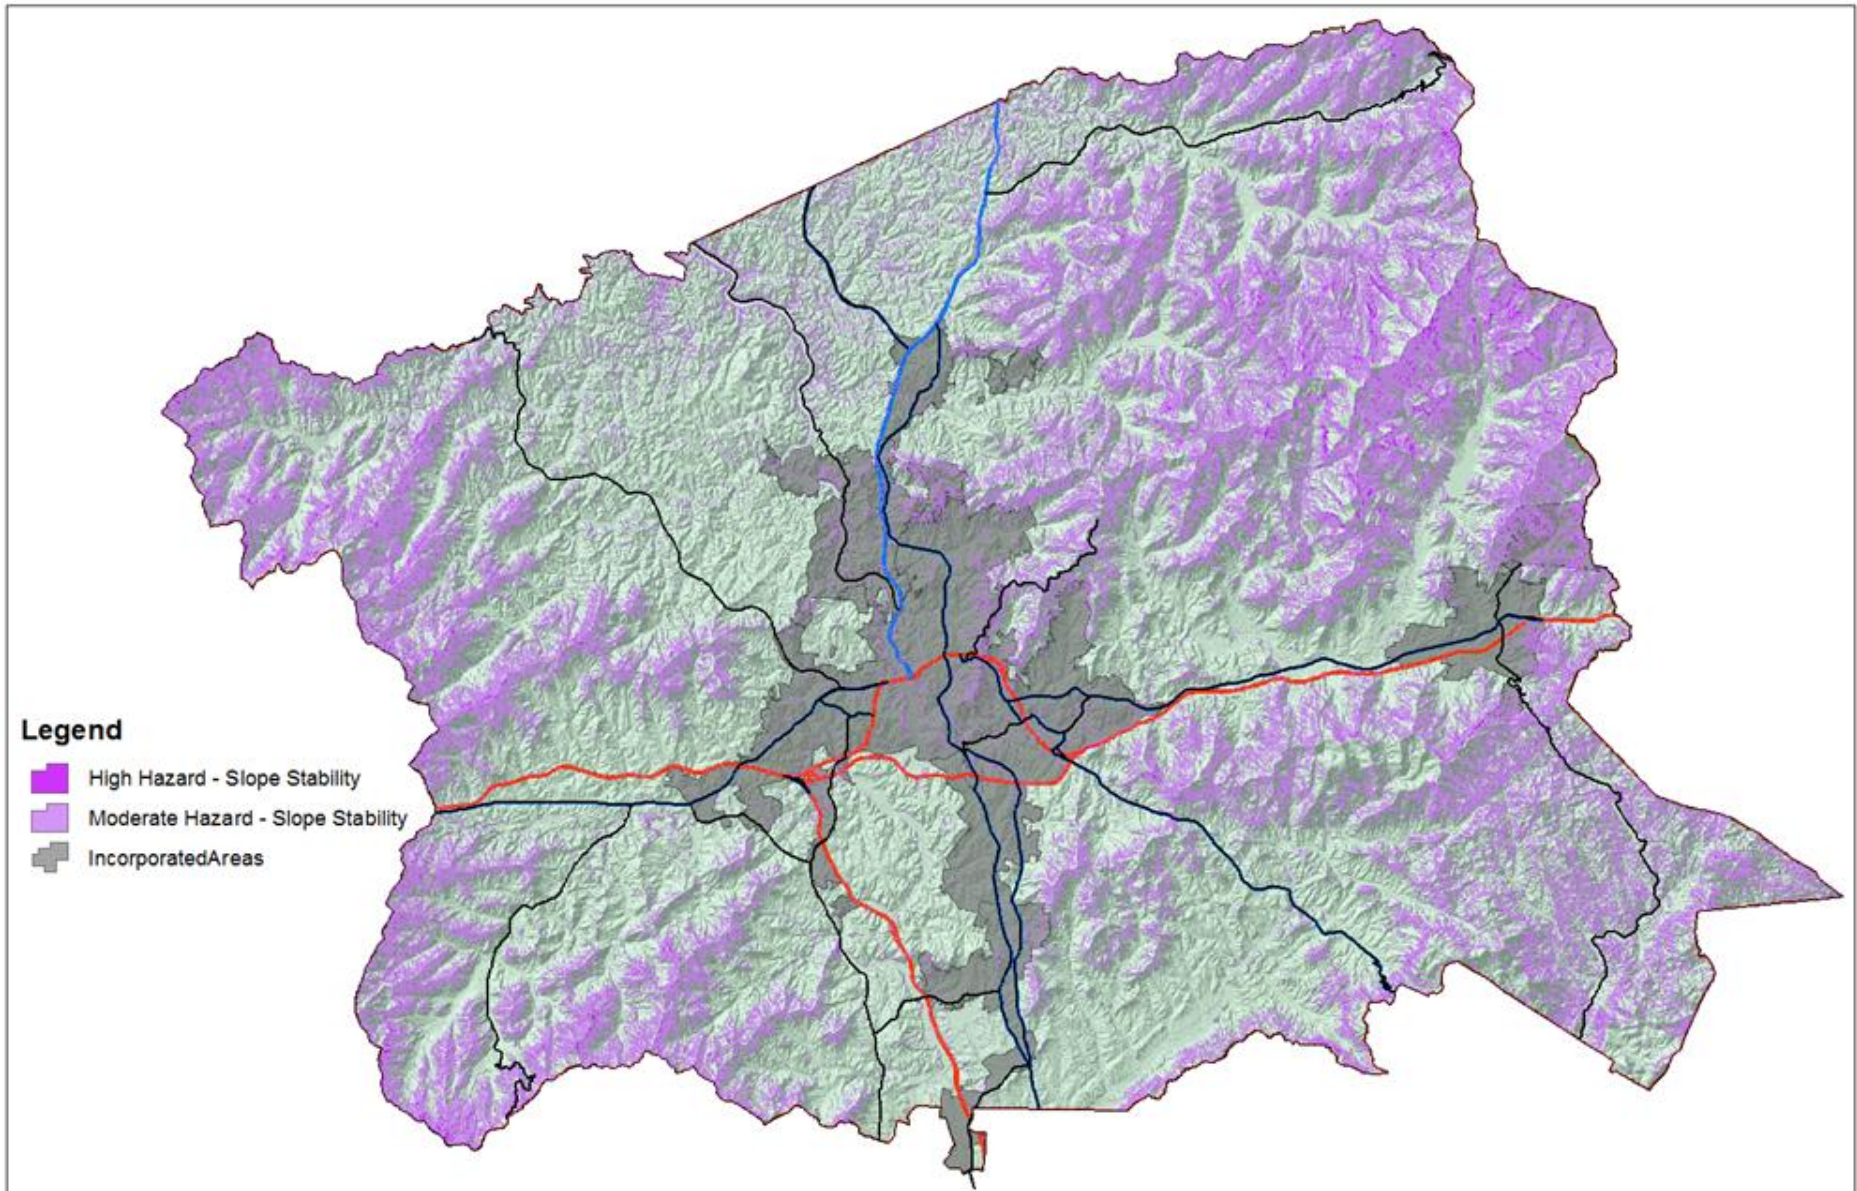 Legend
High Hazard - Slope Stability
Moderate Hazard - Slope Stability
IncorporatedAreas